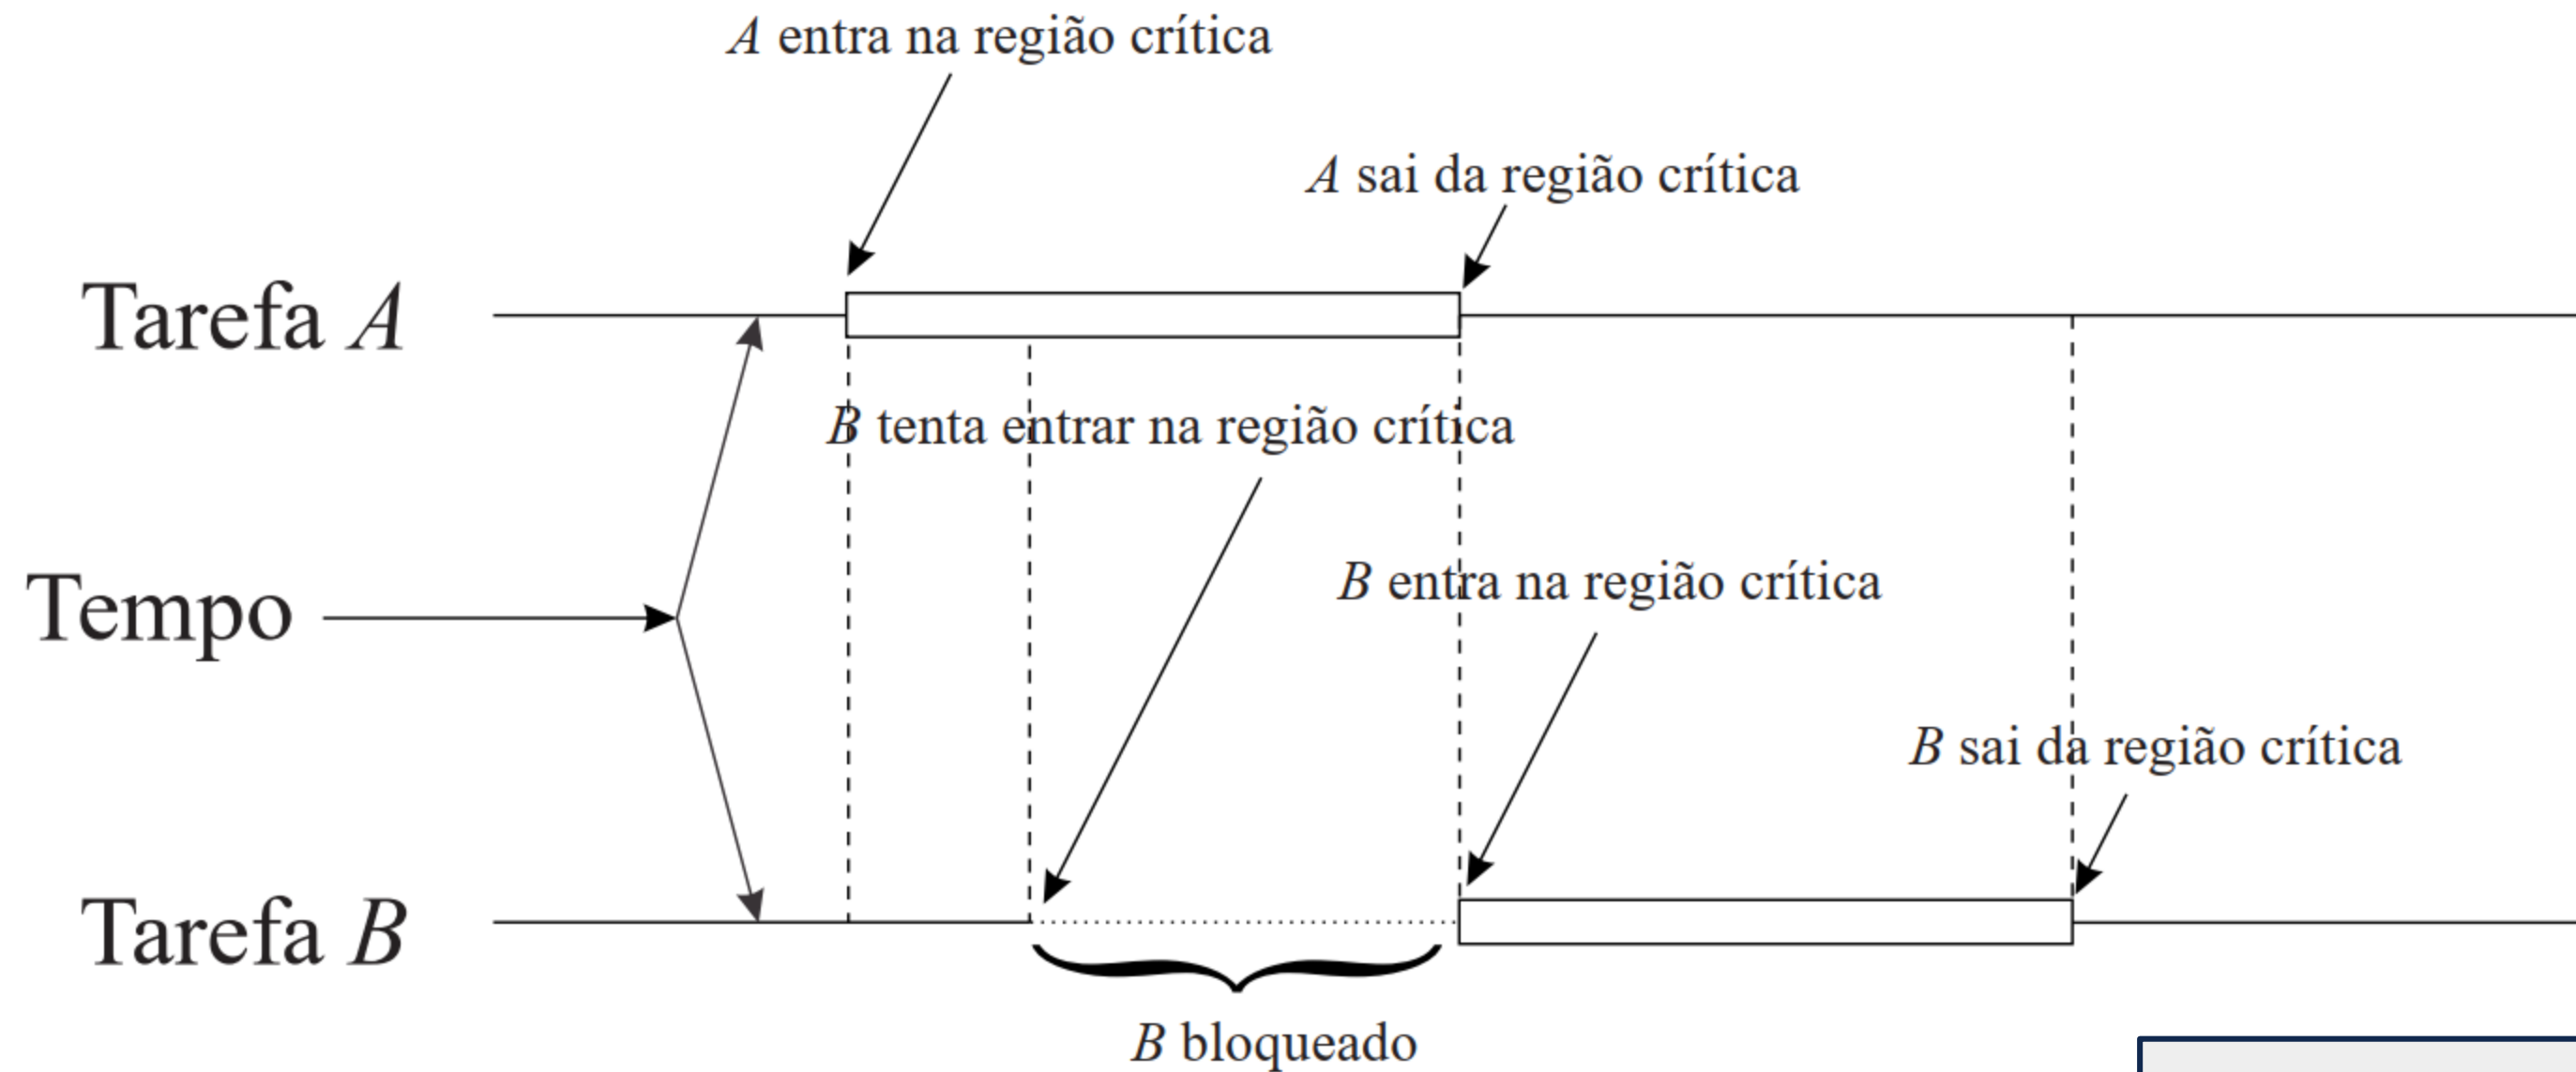 A entra na região crítica
A sai da região crítica
Tarefa A
B tenta entrar na região crítica
B entra na região crítica
Tempo
B sai da região crítica
Tarefa B
B bloqueado